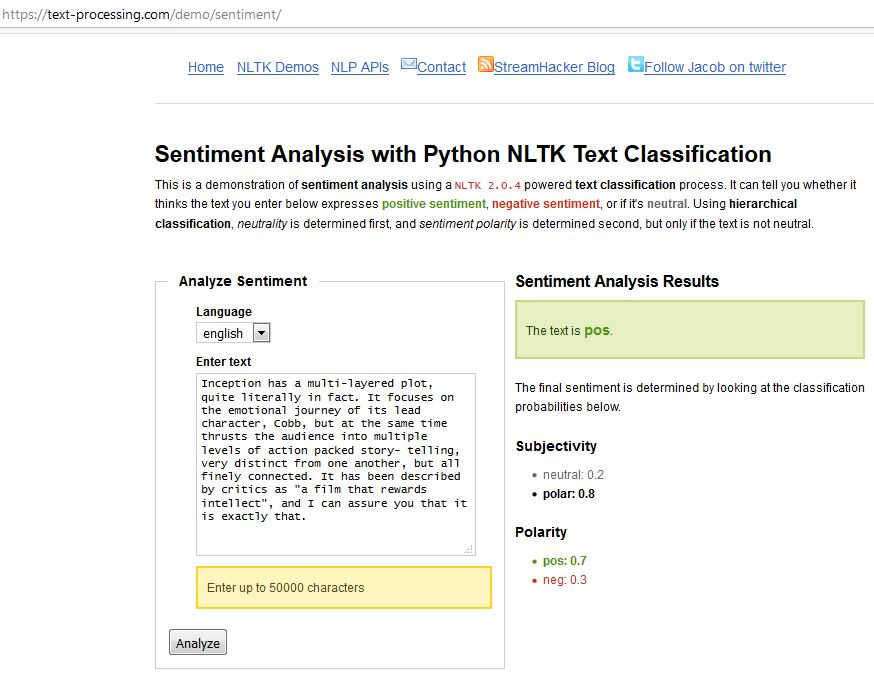 https://text-processing.com/demo/sentiment/
Home NLTK Demos NLP APIs Contact StreamHacker Blog Follow Jacob on twitter
Sentiment Analysis with Python NLTK Text Classification
This is a demonstration of sentiment analysis using a NLTK 2.0.4 powered text classification process. It can tell you whether it
thinks the text you enter below expresses positive sentiment, negative sentiment, or if it's neutral. Using hierarchical
classification, neutrality is determined first, and sentiment polarity is determined second, but only if the text is not neutral.
Analyze Sentiment
Language
english
Enter text
Inception has a multi-layered plot,
quite literally in fact. It focuses on
the emotional journey of its lead
character, Cobb, but at the same time
thrusts the audience into multiple
levels of action packed story- telling,
very distinct from one another, but all
finely connected. It has been described
by critics as "a film that rewards
intellect", and I can assure you that it
is exactly that.
Enter up to 50000 characters
Analyze
Sentiment Analysis Results
The text is pos.
The final sentiment is determined by looking at the classification
probabilities below.
Subjectivity
• neutral: 0.2
• polar: 0.8
Polarity
• pos: 0.7
• neg: 0.3